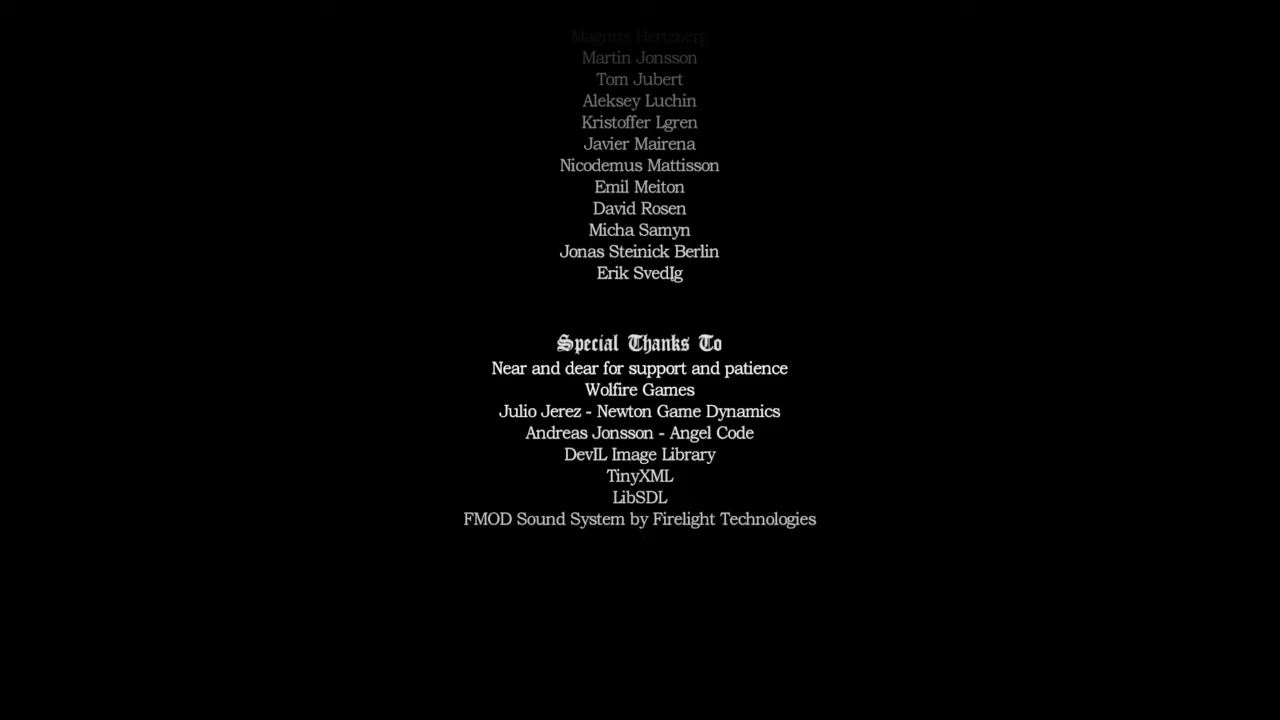 Magnus Hertzberg
Martin Jonsson
Tom Jubert
Aleksey Luchin
Kristoffer Lgren
Javier Mairena
Nicodemus Mattisson
Emil Meiton
David Rosen
Micha Samyn
Jonas Steinick Berlin
Erik Svedlg
Special Thanks To
Near and dear for support and patience
Wolfire Games
Julio Jerez - Newton Game Dynamics
Andreas Jonsson - Angel Code
DevIL Image Library
TinyXML
LibSDL
FMOD Sound System by Firelight Technologies